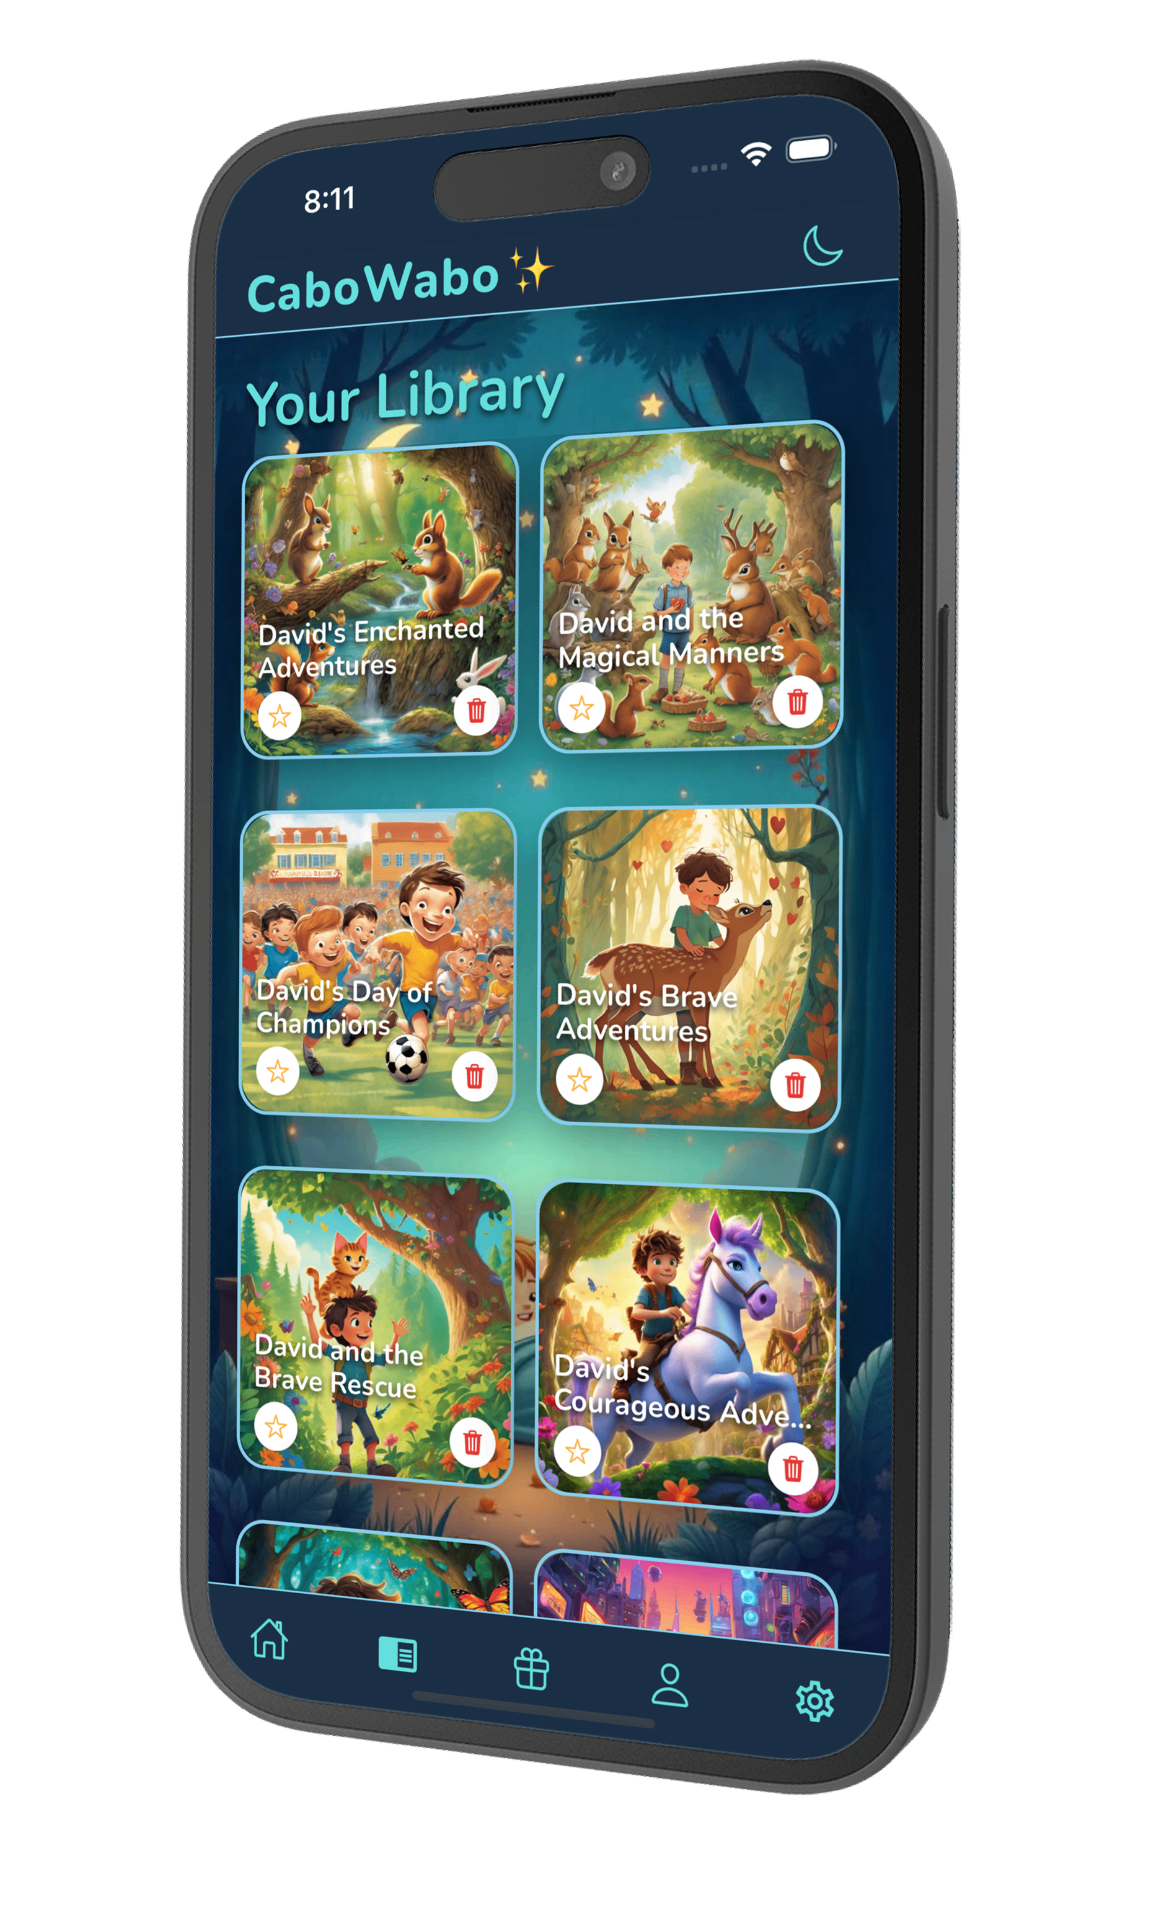 8:11
CaboWabo
Your Library
David's Enchanted
Adventures
David and the
Magical Manners
David's Day of
Champions
David's Brave
Adventures
David and the
Brave Rescue
David's
Courageous Adve...